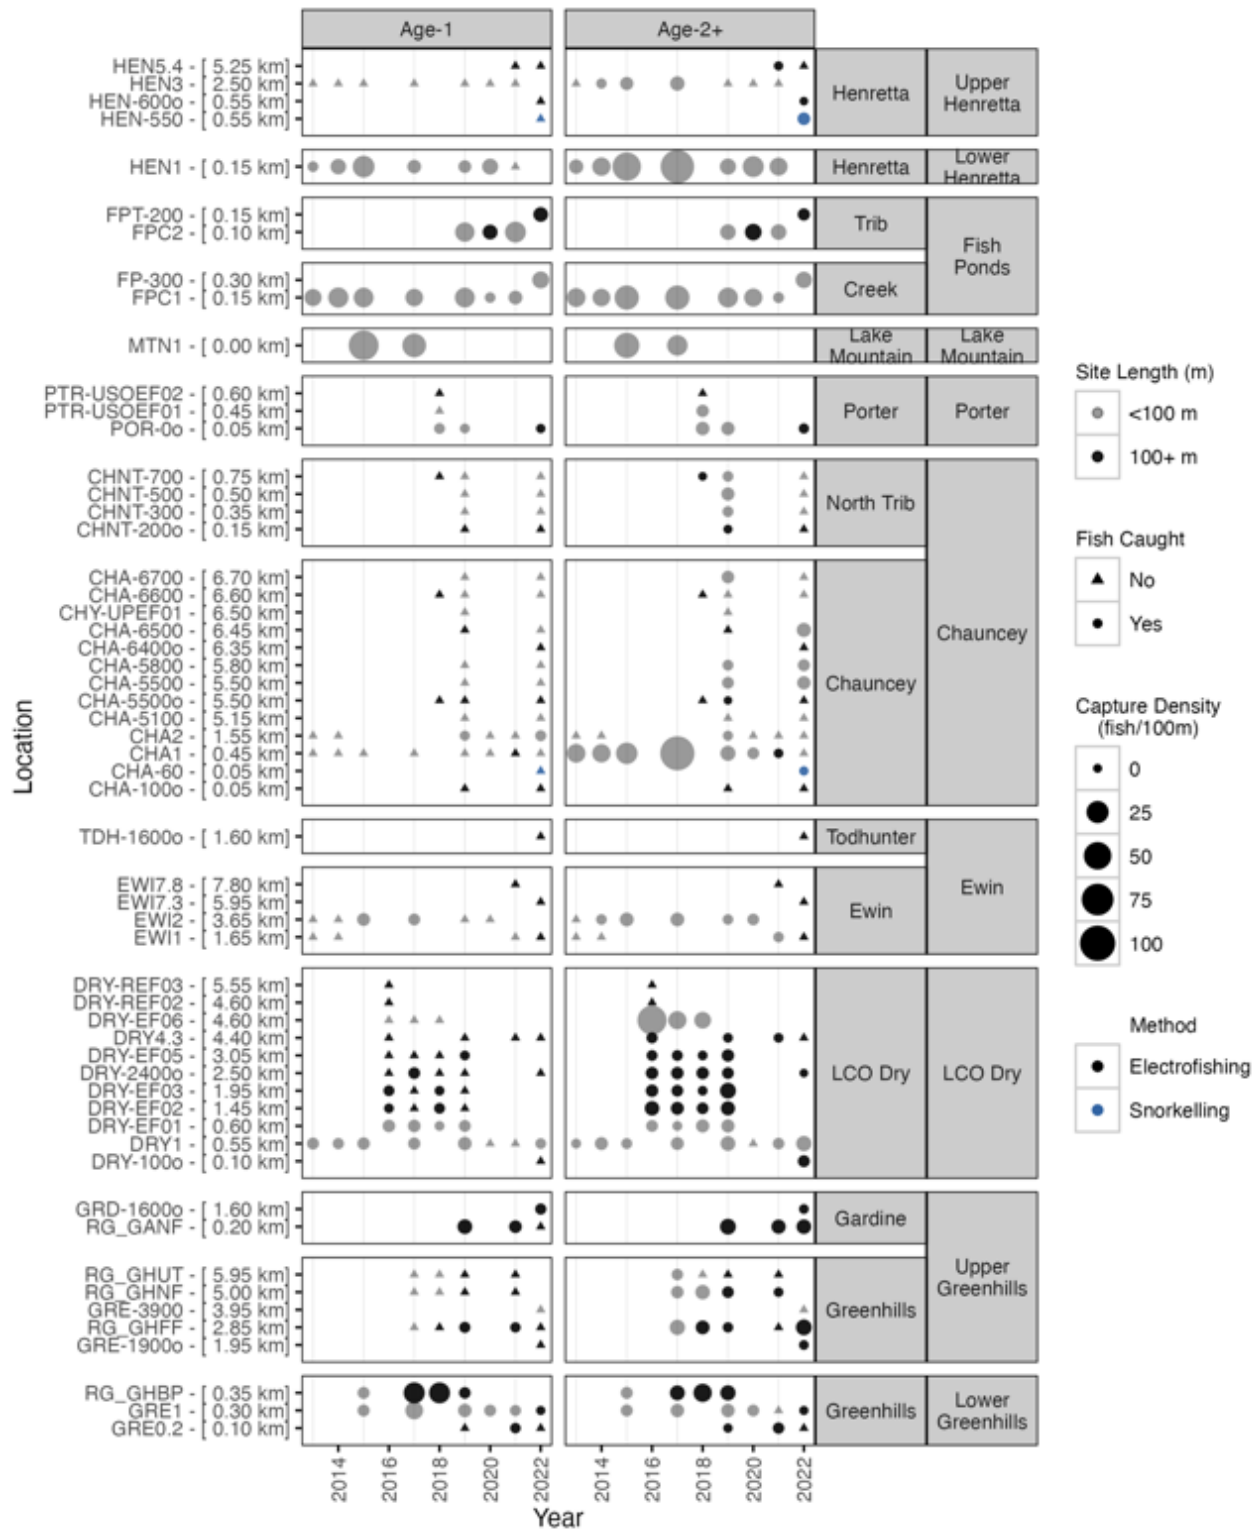 Age-1 Age-2+
HEN5.4 - [ 5.25 km]
HEN3 - [ 2.50 km]
HEN-600o - [ 0.55 km]
HEN-550 - [ 0.55 km]
Henretta
Upper
Henretta
HEN1 - [ 0.15 km]
Henretta
Lower
Henretta
FPT-200 - [ 0.15 km]
FPC2 - [ 0.10 km]
Trib
Fish
Ponds
FP-300 - [ 0.30 km]
FPC1 - [ 0.15 km]
Creek
MTN1 - [ 0.00 km]
Lake
Mountain
Lake
Mountain
PTR-USOEF02 - [ 0.60 km]
PTR-USOEF01 - [ 0.45 km]
POR-0o - [ 0.05 km]
Porter
Porter
CHNT-700 - [ 0.75 km]
CHNT-500 - [ 0.50 km]
CHNT-300 - [ 0.35 km]
CHNT-200o - [ 0.15 km]
North Trib
Chauncey
CHA-6700 - [ 6.70 km]
CHA-6600 - [ 6.60 km]
CHY-UPEF01 - [ 6.50 km]
CHA-6500 - [ 6.45 km]
CHA-6400o - [ 6.35 km]
CHA-5800 - [ 5.80 km]
CHA-5500 - [ 5.50 km]
CHA-5500o - [ 5.50 km]
CHA-5100 - [ 5.15 km]
CHA2 - [ 1.55 km]
CHA1 - [ 0.45 km]
CHA-60 - [ 0.05 km]
CHA-100o - [ 0.05 km]
Chauncey
TDH-1600o - [ 1.60 km]
Todhunter
Ewin
EWI7.8 - [ 7.80 km]
EWI7.3 - [ 5.95 km]
EWI2 - [ 3.65 km]
EWI1 - [ 1.65 km]
Ewin
DRY-REF03 - [ 5.55 km]
DRY-REF02 - [ 4.60 km]
DRY-EF06 - [ 4.60 km]
DRY4.3 - [ 4.40 km]
DRY-EF05 - [ 3.05 km]
DRY-2400o - [ 2.50 km]
DRY-EF03 - [ 1.95 km]
DRY-EF02 - [ 1.45 km]
DRY-EF01 - [ 0.60 km]
DRY1 - [ 0.55 km]
DRY-100o - [ 0.10 km]
LCO Dry
LCO Dry
GRD-1600o - [ 1.60 km]
RG_GANF - [ 0.20 km]
Gardine
Upper
Greenhills
RG_GHUT - [ 5.95 km]
RG_GHNF - [ 5.00 km]
GRE-3900 - [ 3.95 km]
RG_GHFF - [ 2.85 km]
GRE-1900o - [ 1.95 km]
Greenhills
RG_GHBP - [ 0.35 km]
GRE1 - [ 0.30 km]
GRE0.2 - [ 0.10 km]
Greenhills
Lower
Greenhills
2014 2016 2018 2020 2022 2014 2016 2018 2020 2022
Year
Location
Site Length (m)
<100 m
100+ m
Fish Caught
No
Yes
Capture Density
(fish/100m)
0
25
50
75
100
Method
Electrofishing
Snorkelling